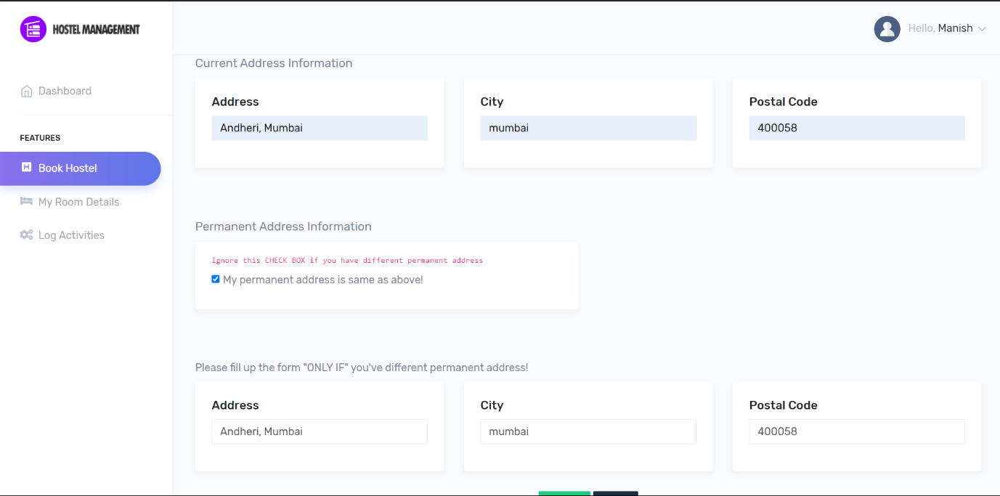 HOSTEL MANAGEMENT
Hello, Manish
Dashboard
FEATURES
Book Hostel
My Room Details
Log Activities
Current Address Information
Address
City
Postal Code
Andheri, Mumbai
mumbai
400058
Permanent Address Information
Ignore this CHECK BOX if you have different permanent address
My permanent address is same as above!
Please fill up the form "ONLY IF" you've different permanent address!
Address
City
Postal Code
Andheri, Mumbai
mumbai
400058